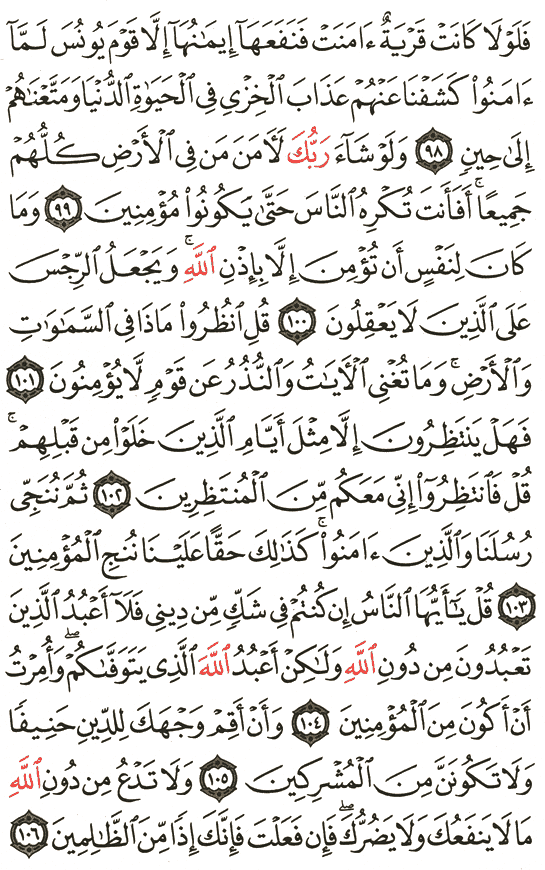 فَلَوْلَا كَانَتْ قَرْيَةٌ ءَامَنَتْ فَنَفَعَهَآ إِيمَٰنُهَآ إِلَّا قَوْمَ يُونُسَ لَمَّآ
ءَامَنُوا۟ كَشَفْنَا عَنْهُمْ عَذَابَ ٱلْخِزْىِ فِى ٱلْحَيَوٰةِ ٱلدُّنْيَا وَمَتَّعْنَٰهُمْ
إِلَىٰ حِينٍ ٩٨ وَلَوْ شَآءَ رَبُّكَ لَءَامَنَ مَن فِى ٱلْأَرْضِ كُلُّهُمْ
جَمِيعًا ۚ أَفَأَنتَ تُكْرِهُ ٱلنَّاسَ حَتَّىٰ يَكُونُوا۟ مُؤْمِنِينَ ٩٩ وَمَا
كَانَ لِنَفْسٍ أَن تُؤْمِنَ إِلَّا بِإِذْنِ ٱللَّهِ ۚ وَيَجْعَلُ ٱلرِّجْسَ
عَلَى ٱلَّذِينَ لَا يَعْقِلُونَ ١٠٠ قُلِ ٱنظُرُوا۟ مَاذَا فِى ٱلسَّمَٰوَٰتِ
وَٱلْأَرْضِ ۚ وَمَا تُغْنِى ٱلْءَايَٰتُ وَٱلنُّذُرُ عَن قَوْمٍ لَّا يُؤْمِنُونَ ١٠١
فَهَلْ يَنتَظِرُونَ إِلَّا مِثْلَ أَيَّامِ ٱلَّذِينَ خَلَوْا۟ مِن قَبْلِهِمْ ۚ
قُلْ فَٱنتَظِرُوٓا۟ إِنِّى مَعَكُم مِّنَ ٱلْمُنتَظِرِينَ ١٠٢ ثُمَّ نُنَجِّى
رُسُلَنَا وَٱلَّذِينَ ءَامَنُوا۟ ۚ كَذَٰلِكَ حَقًّا عَلَيْنَا نُنجِ ٱلْمُؤْمِنِينَ
١٠٣ قُلْ يَٰٓأَيُّهَا ٱلنَّاسُ إِن كُنتُمْ فِى شَكٍّ مِّن دِينِى فَلَآ أَعْبُدُ ٱلَّذِينَ
تَعْبُدُونَ مِن دُونِ ٱللَّهِ وَلَٰكِنْ أَعْبُدُ ٱللَّهَ ٱلَّذِى يَتَوَفَّىٰكُمْ ۖ وَأُمِرْتُ
أَنْ أَكُونَ مِنَ ٱلْمُؤْمِنِينَ ١٠٤ وَأَنْ أَقِمْ وَجْهَكَ لِلدِّينِ حَنِيفًا
وَلَا تَكُونَنَّ مِنَ ٱلْمُشْرِكِينَ ١٠٥ وَلَا تَدْعُ مِن دُونِ ٱللَّهِ
مَا لَا يَنفَعُكَ وَلَا يَضُرُّكَ ۖ فَإِن فَعَلْتَ فَإِنَّكَ إِذًا مِّنَ ٱلظَّٰلِمِينَ ١٠٦